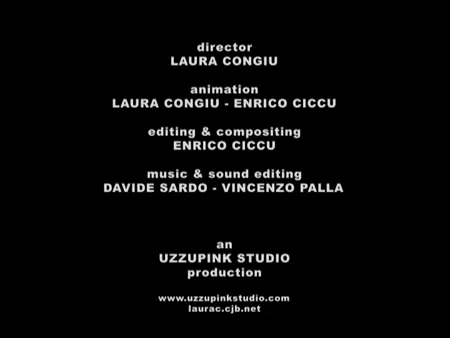 director
LAURA CONGIU
animation
LAURA CONGIU - ENRICO CICCU
editing & compositing
ENRICO CICCU
music & sound editing
DAVIDE SARDO - VINCENZO PALLA
an
UZZUPINK STUDIO
production
www.uzzupinkstudio.com
laurac.cjb.net